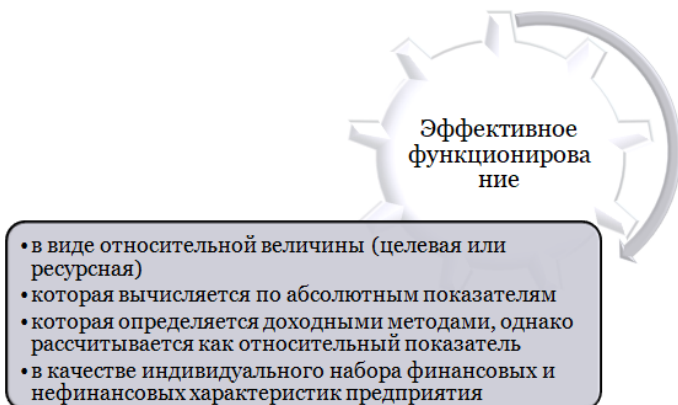 Эффективное
функционирова
ние
• в виде относительной величины (целевая или
ресурсная)
• которая вычисляется по абсолютным показателям
• которая определяется доходными методами, однако
рассчитывается как относительный показатель
• в качестве индивидуального набора финансовых и
нефинансовых характеристик предприятия